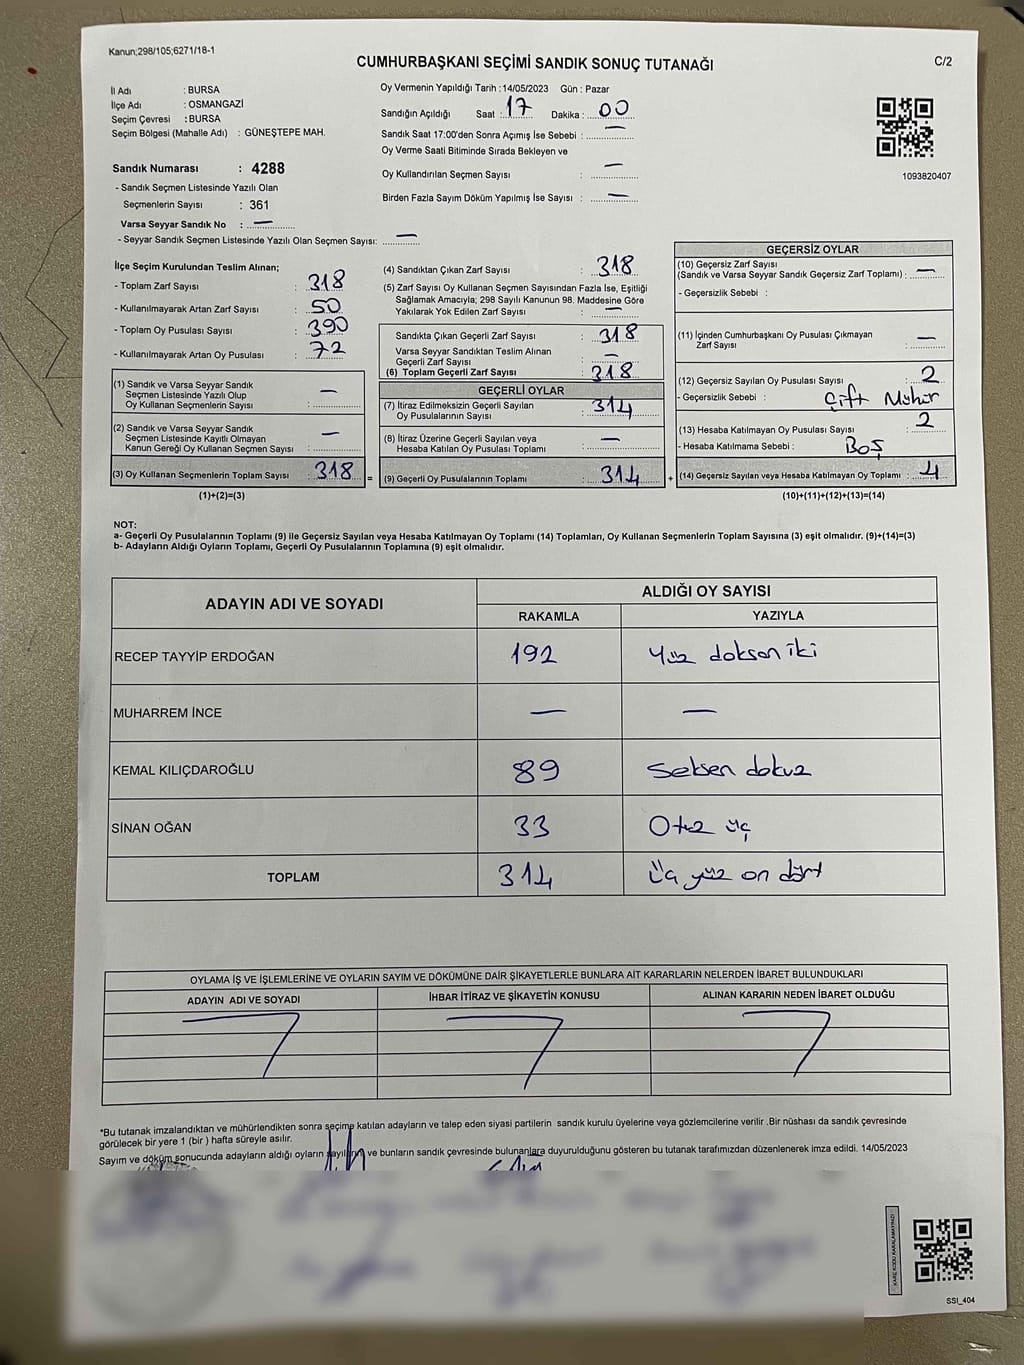 Kanun;298/105;6271/18-1
CUMHURBAŞKANI SEÇİMİ SANDIK SONUÇ TUTANAĞI
C/2
İl Adı : BURSA
İlçe Adı : OSMANGAZİ
Seçim Çevresi : BURSA
Seçim Bölgesi (Mahalle Adı) : GÜNEŞTEPE MAH.
Sandık Numarası : 4288
- Sandık Seçmen Listesinde Yazılı Olan
Seçmenlerin Sayısı : 361
Varsa Seyyar Sandık No : —
- Seyyar Sandık Seçmen Listesinde Yazılı Olan Seçmen Sayısı: —
Oy Vermenin Yapıldığı Tarih :14/05/2023 Gün : Pazar
Sandığın Açıldığı Saat : 17 Dakika : 00
Sandık Saat 17:00'den Sonra Açımış İse Sebebi : —
Oy Verme Saati Bitiminde Sırada Bekleyen ve
Oy Kullandırılan Seçmen Sayısı : —
Birden Fazla Sayım Döküm Yapılmış İse Sayısı : —
1093820407
İlçe Seçim Kurulundan Teslim Alınan;
- Toplam Zarf Sayısı : 318
- Kullanılmayarak Artan Zarf Sayısı : 50
- Toplam Oy Pusulası Sayısı : 390
- Kullanılmayarak Artan Oy Pusulası : 72
(1) Sandık ve Varsa Seyyar Sandık
Seçmen Listesinde Yazılı Olup
Oy Kullanan Seçmenlerin Sayısı : —
(2) Sandık ve Varsa Seyyar Sandık
Seçmen Listesinde Kayıtlı Olmayan
Kanun Gereği Oy Kullanan Seçmen Sayısı : —
(3) Oy Kullanan Seçmenlerin Toplam Sayısı : 318 =
(1)+(2)=(3)
(4) Sandıktan Çıkan Zarf Sayısı : 318
(5) Zarf Sayısı Oy Kullanan Seçmen Sayısından Fazla İse, Eşitliği
Sağlamak Amacıyla; 298 Sayılı Kanunun 98. Maddesine Göre
Yakılarak Yok Edilen Zarf Sayısı : —
Sandıkta Çıkan Geçerli Zarf Sayısı : 318
Varsa Seyyar Sandıktan Teslim Alınan
Geçerli Zarf Sayısı : —
(6) Toplam Geçerli Zarf Sayısı : 318
GEÇERLİ OYLAR
(7) İtiraz Edilmeksizin Geçerli Sayılan
Oy Pusulasının Sayısı : 314
(8) İtiraz Üzerine Geçerli Sayılan veya
Hesaba Katılan Oy Pusulası Toplamı : —
(9) Geçerli Oy Pusulalarının Toplamı : 314 +
GEÇERSİZ OYLAR
(10) Geçersiz Zarf Sayısı
(Sandık ve Varsa Seyyar Sandık Geçersiz Zarf Toplamı) : —
- Geçersizlik Sebebi :
(11) İçinden Cumhurbaşkanı Oy Pusulası Çıkmayan
Zarf Sayısı : —
(12) Geçersiz Sayılan Oy Pusulası Sayısı : 2
- Geçersizlik Sebebi : Çift Mühür
(13) Hesaba Katılmayan Oy Pusulası Sayısı : 2
- Hesaba Katılmama Sebebi : Boş
(14) Geçersiz Sayılan veya Hesaba Katılmayan Oy Toplamı : 4
(10)+(11)+(12)+(13)=(14)
NOT:
a- Geçerli Oy Pusulalarının Toplamı (9) ile Geçersiz Sayılan veya Hesaba Katılmayan Oy Toplamı (14) Toplamları, Oy Kullanan Seçmenlerin Toplam Sayısına (3) eşit olmalıdır. (9)+(14)=(3)
b- Adayların Aldığı Oyların Toplamı, Geçerli Oy Pusulalarının Toplamına (9) eşit olmalıdır.
ADAYIN ADI VE SOYADI
ALDIĞI OY SAYISI
RAKAMLA YAZIYLA
RECEP TAYYİP ERDOĞAN 192 Yüz doksan iki
MUHARREM İNCE — —
KEMAL KILIÇDAROĞLU 89 Seksen dokuz
SİNAN OĞAN 33 Otuz üç
TOPLAM 314 Üç yüz on dört
OYLAMA İŞ VE İŞLEMLERİNE VE OYLARIN SAYIM VE DÖKÜMÜNE DAİR ŞİKAYETLERLE BUNLARA AİT KARARLARIN NELERDEN İBARET BULUNDUKLARI
ADAYIN ADI VE SOYADI İHBAR İTİRAZ VE ŞİKAYETİN KONUSU ALINAN KARARIN NEDEN İBARET OLDUĞU
*Bu tutanak imzalandıktan ve mühürlendikten sonra seçime katılan adayların ve talep eden siyasi partilerin sandık kurulu üyelerine veya gözlemcilerine verilir .Bir nüshası da sandık çevresinde
görülecek bir yere 1 (bir ) hafta süreyle asılır.
Sayım ve döküm sonucunda adayların aldığı oyların sayılarını ve bunların sandık çevresinde bulunanlara duyurulduğunu gösteren bu tutanak tarafımızdan düzenlenerek imza edildi. 14/05/2023
KARE KODU KARALAMAYINIZ!
SSI_404